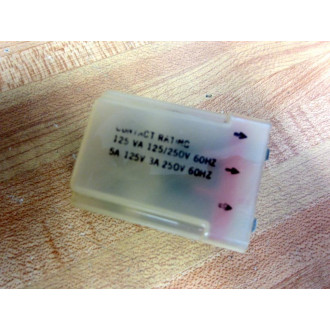 CONTACT RATING
125 VA 125/250V 60HZ
5A 125V 3A 250V 60HZ